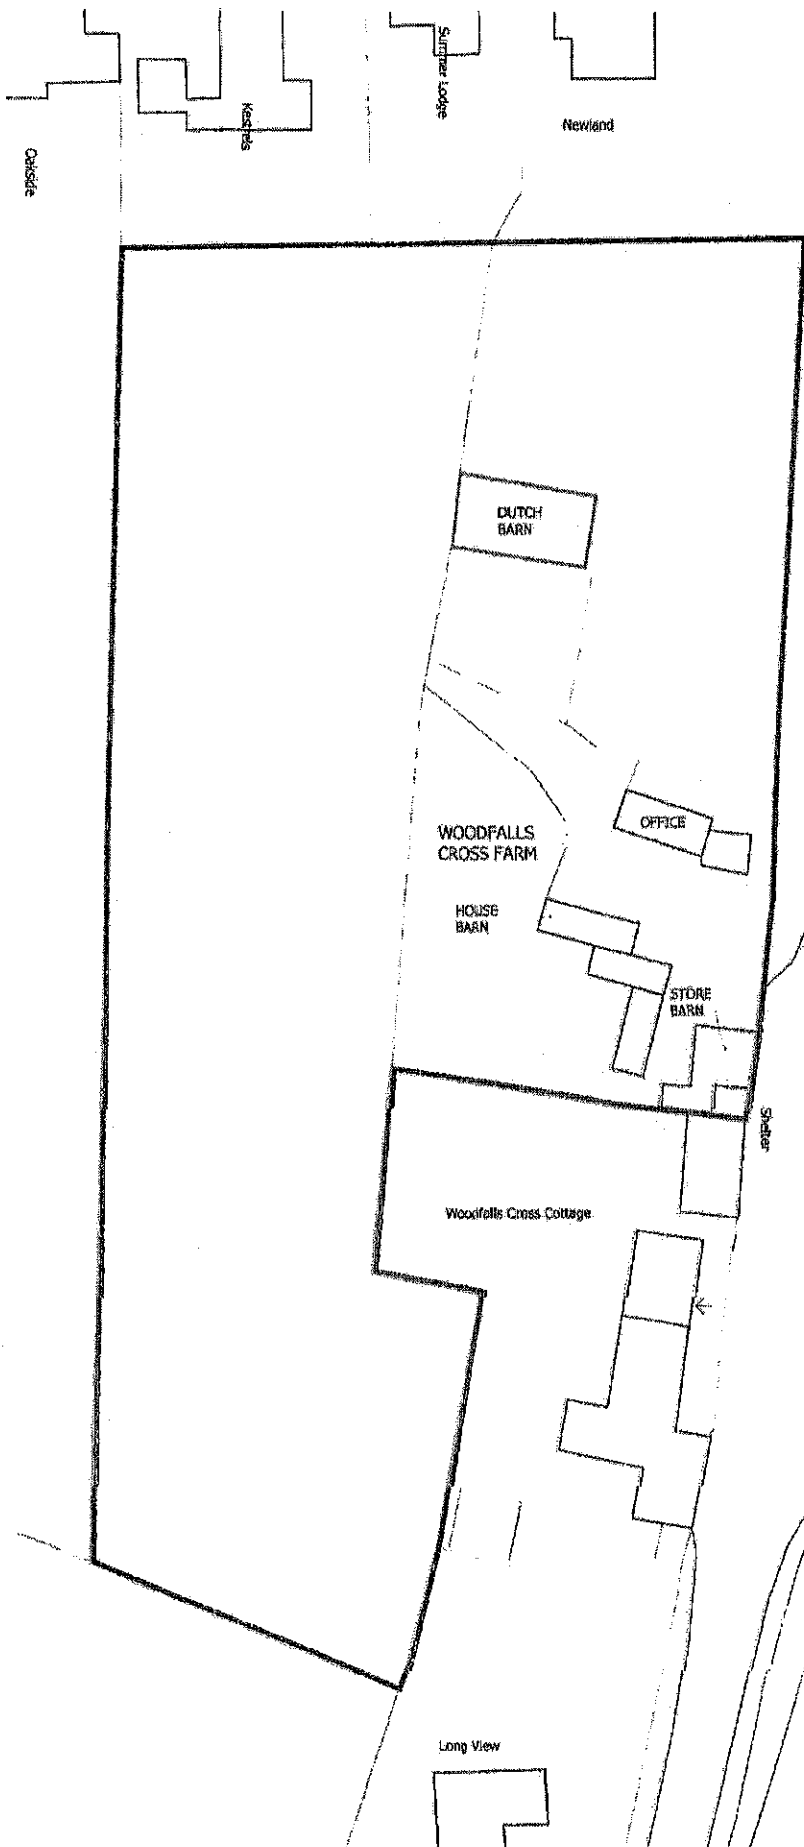 Summer Lodge
Kestrels
Newland
Oakside
DUTCH
BARN
OFFICE
WOODFALLS
CROSS FARM
HOUSE
BARN
STORE
BARN
Shelter
Woodfalls Cross Cottage
Long View